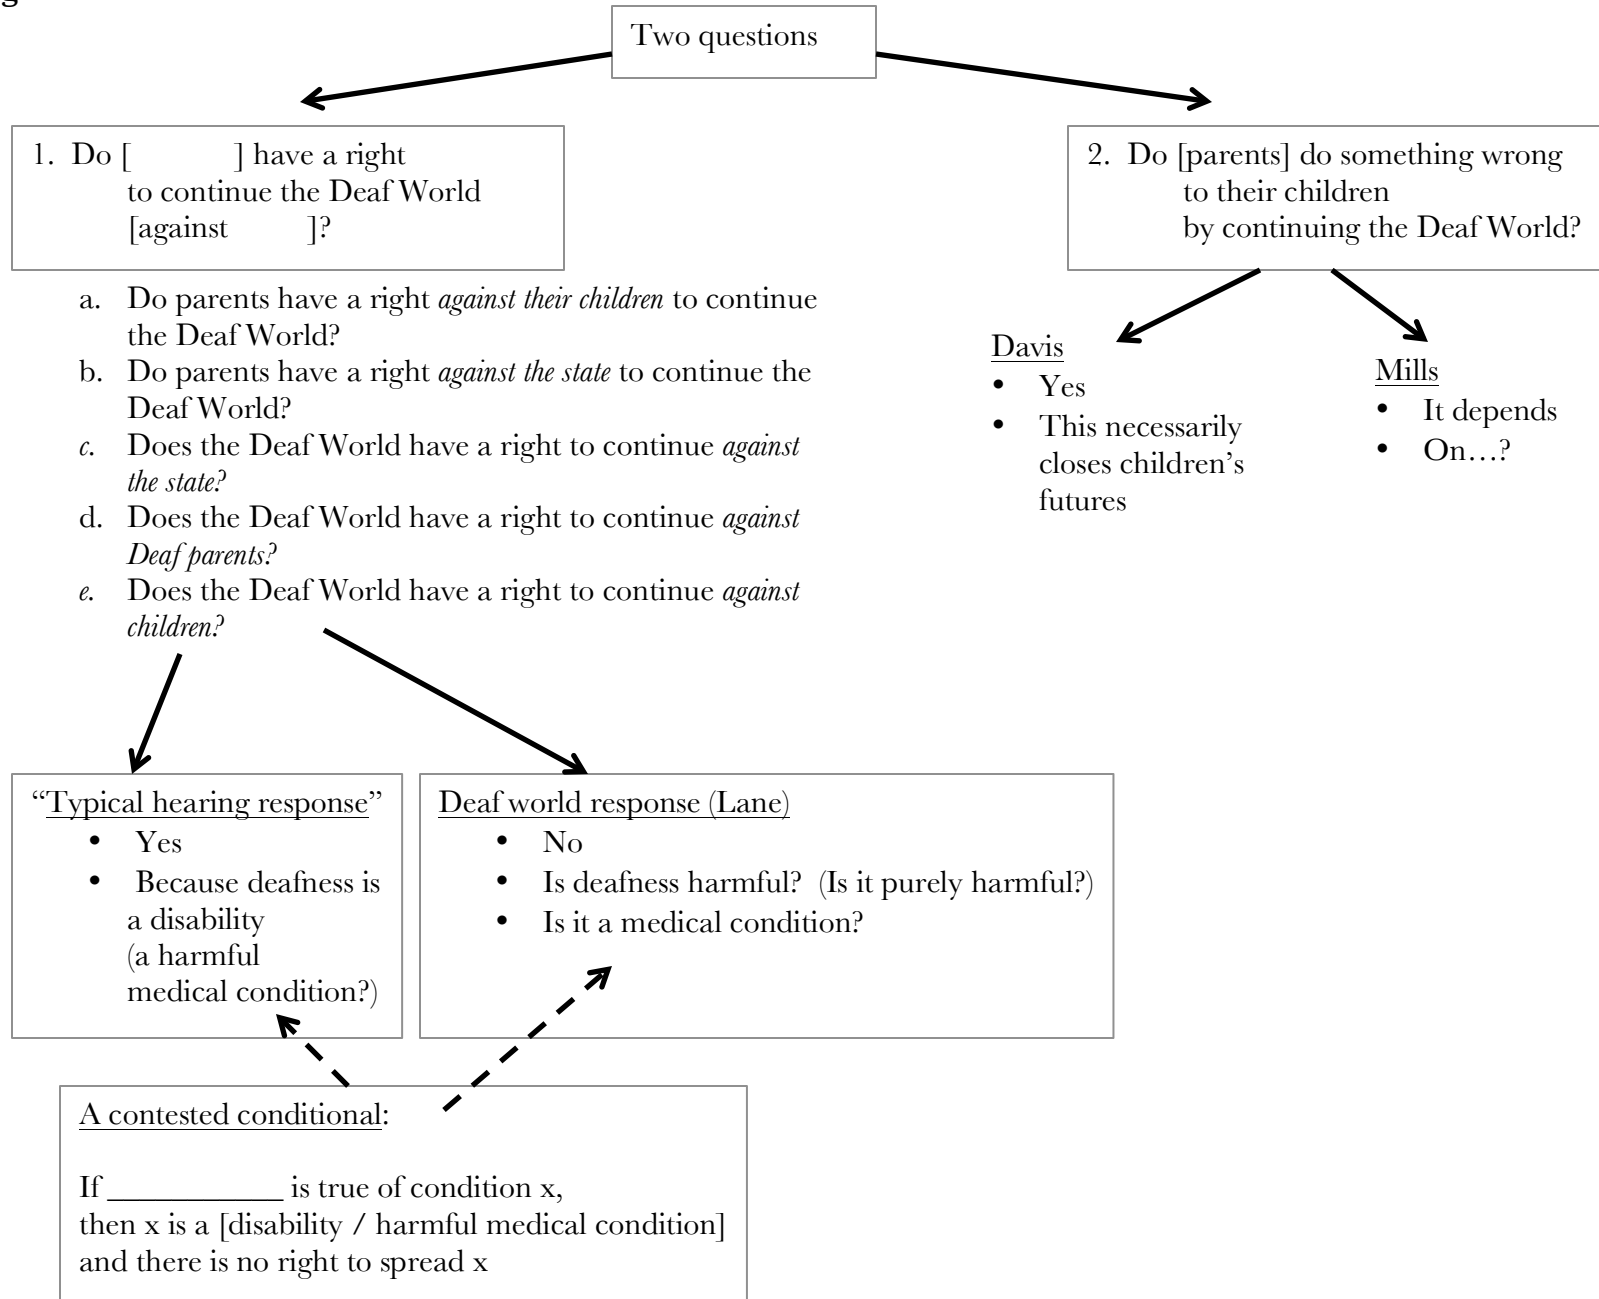 g
Two questions
1. Do [ ] have a right
to continue the Deaf World
[against ]?
a. Do parents have a right against their children to continue
the Deaf World?
b. Do parents have a right against the state to continue the
Deaf World?
c. Does the Deaf World have a right to continue against
the state?
d. Does the Deaf World have a right to continue against
Deaf parents?
e. Does the Deaf World have a right to continue against
children?
2. Do [parents] do something wrong
to their children
by continuing the Deaf World?
Davis
• Yes
• This necessarily
closes children’s
futures
Mills
• It depends
• On…?
“Typical hearing response”
• Yes
• Because deafness is
a disability
(a harmful
medical condition?)
Deaf world response (Lane)
• No
• Is deafness harmful? (Is it purely harmful?)
• Is it a medical condition?
A contested conditional:
If ___________ is true of condition x,
then x is a [disability / harmful medical condition]
and there is no right to spread x